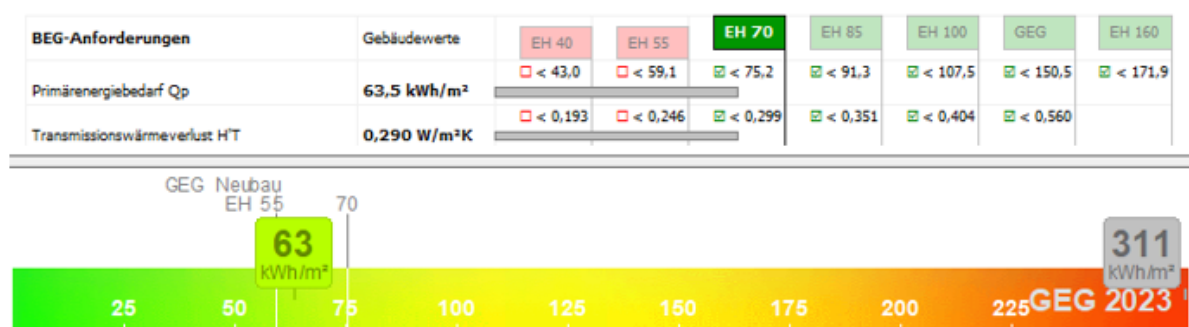 BEG-Anforderungen Gebäudewerte EH 40 EH 55 EH 70 EH 85 EH 100 GEG EH 160
< 43,0 < 59,1 < 75,2 < 91,3 < 107,5 < 150,5 < 171,9
Primärenergiebedarf Qp 63,5 kWh/m²
< 0,193 < 0,246 < 0,299 < 0,351 < 0,404 < 0,560
Transmissionswärmeverlust H'T 0,290 W/m²K
GEG Neubau
EH 55 70
63 311
kWh/m² kWh/m²
25 50 75 100 125 150 175 200 225 GEG 2023